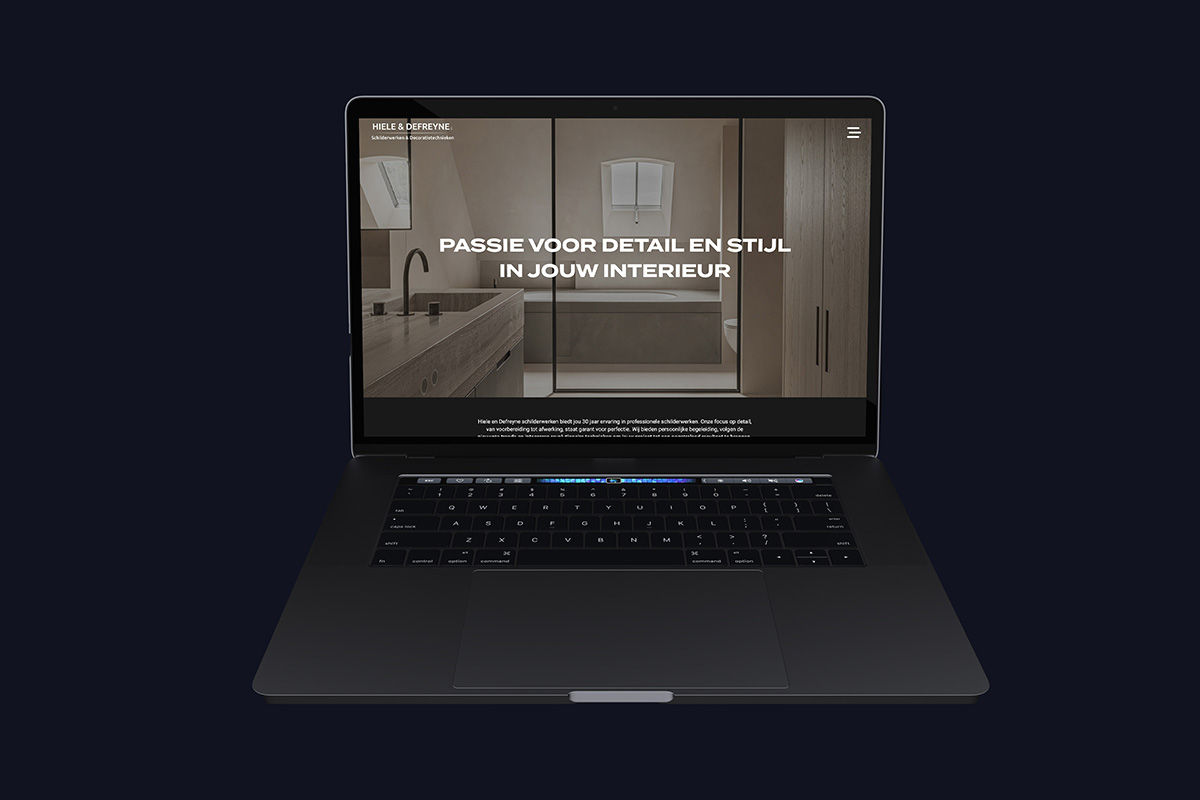 HIELE & DEFREYNE
Schilderwerken & Decoratietechnieken
PASSIE VOOR DETAIL EN STIJL
IN JOUW INTERIEUR
Hiele en Defreyne schilderwerken biedt jou 30 jaar ervaring in professionele schilderwerken. Onze focus op detail,
van voorbereiding tot afwerking, staat garant voor perfectie. Wij bieden persoonlijke begeleiding, volgen de
esc
1 2 3 4 5 6 7 8 9 0 - = delete
tab Q W E R T Y U I O P { } |
caps lock A S D F G H J K L : " enter
return
shift Z X C V B N M < > ? shift
alt ⌘ ⌘ alt
fn control option command command option